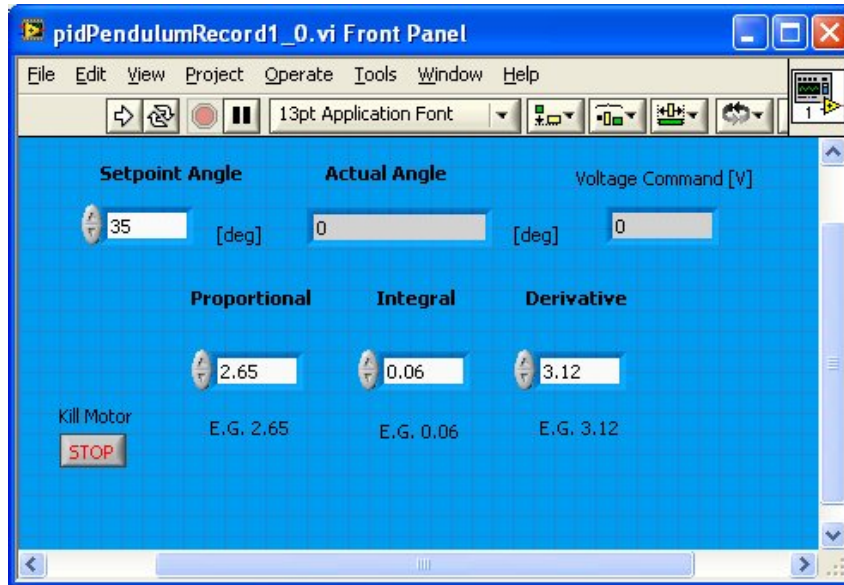 pidPendulumRecord1_0.vi Front Panel
File Edit View Project Operate Tools Window Help
13pt Application Font
1
Setpoint Angle Actual Angle Voltage Command [V]
35 [deg] 0 [deg] 0
Proportional Integral Derivative
2.65 0.06 3.12
E.G. 2.65 E.G. 0.06 E.G. 3.12
Kill Motor
STOP